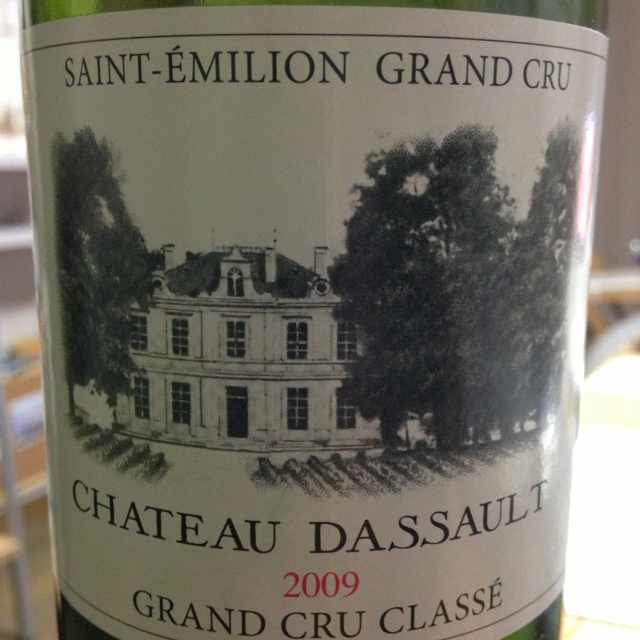 SAINT-ÉMILION GRAND CRU
CHATEAU DASSAULT
2009
GRAND CRU CLASSÉ